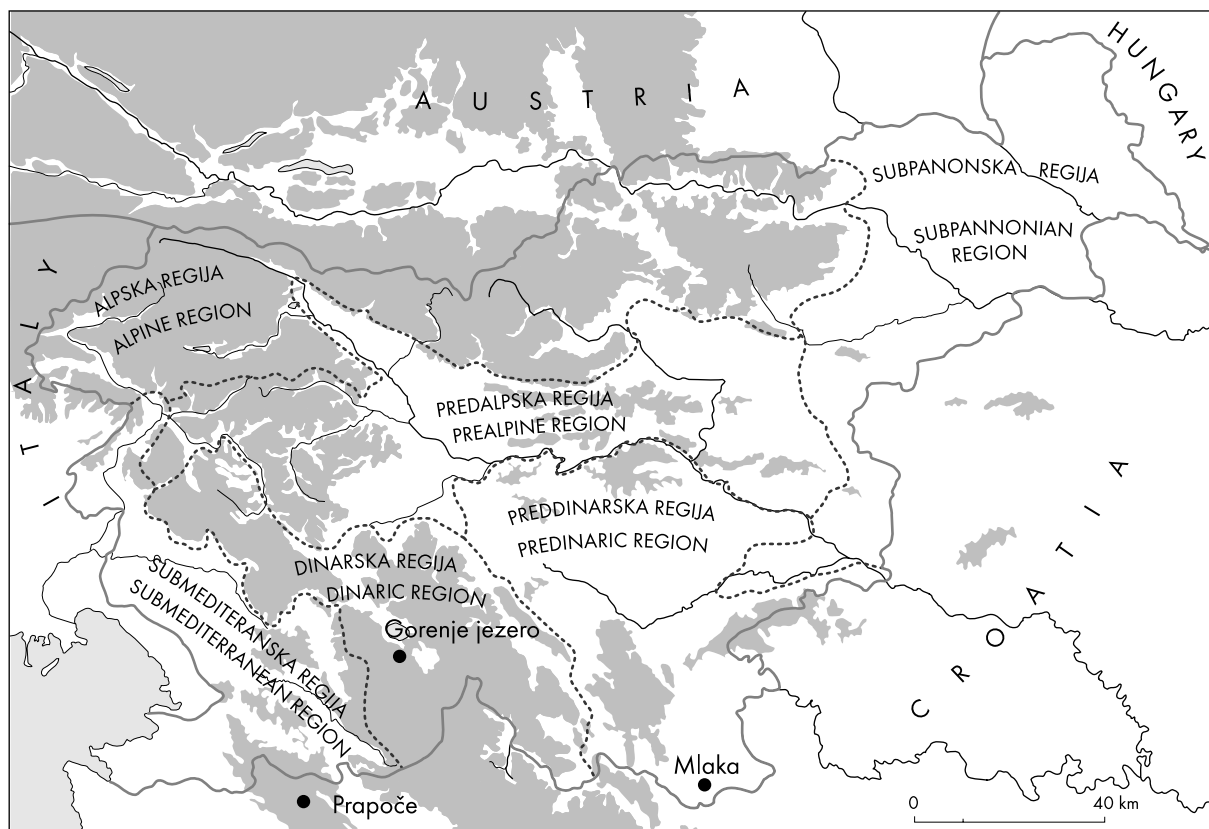 AUSTRIA
HUNGARY
SUBPANONSKA REGIJA
SUBPANNONIAN
REGION
ITALY
ALPSKA REGIJA
ALPINE REGION
PREDALPSKA REGIJA
PREALPINE REGION
PREDDINARSKA REGIJA
PREDINARIC REGION
CROATIA
DINARSKA REGIJA
DINARIC REGION
SUBMEDITERANSKA REGIJA
SUBMEDITERRANEAN REGION
Gorenje jezero
Mlaka
Prapoče
0 40 km